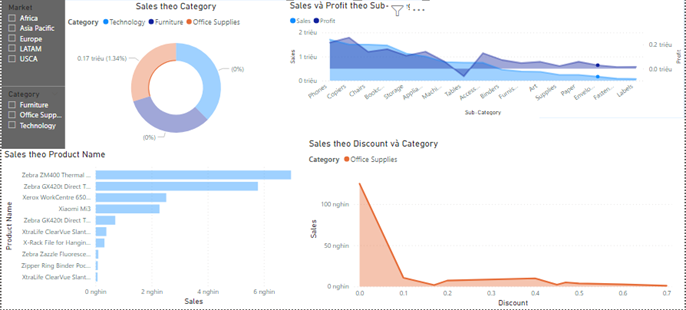 Market
Africa
Asia Pacific
Europe
LATAM
USCA
Category
Furniture
Office Supp...
Technology
Sales theo Category
Category Technology Furniture Office Supplies
0.17 triệu (1.34%)
(0%)
(0%)
Sales và Profit theo Sub-
Sales Profit
2 triệu
1 triệu
0 triệu
Sales
0.2 triệu
0.0 triệu
Profit
Phones
Copiers
Chairs
Bookc...
Storage
Applia...
Machi...
Tables
Access...
Binders
Furnis...
Art
Supplies
Paper
Envelo...
Fasten...
Labels
Sub-Category
Sales theo Product Name
Product Name
Zebra ZM400 Thermal ...
Zebra GX420t Direct T...
Xerox WorkCentre 650...
Xiaomi Mi3
Zebra GK420t Direct T...
XtraLife ClearVue Slant...
X-Rack File for Hangin...
Zebra Zazzle Fluoresce...
Zipper Ring Binder Poc...
XtraLife ClearVue Slant...
0 nghìn 2 nghìn 4 nghìn 6 nghìn
Sales
Sales theo Discount và Category
Category Office Supplies
Sales
100 nghìn
50 nghìn
0 nghìn
0.0 0.1 0.2 0.3 0.4 0.5 0.6 0.7
Discount